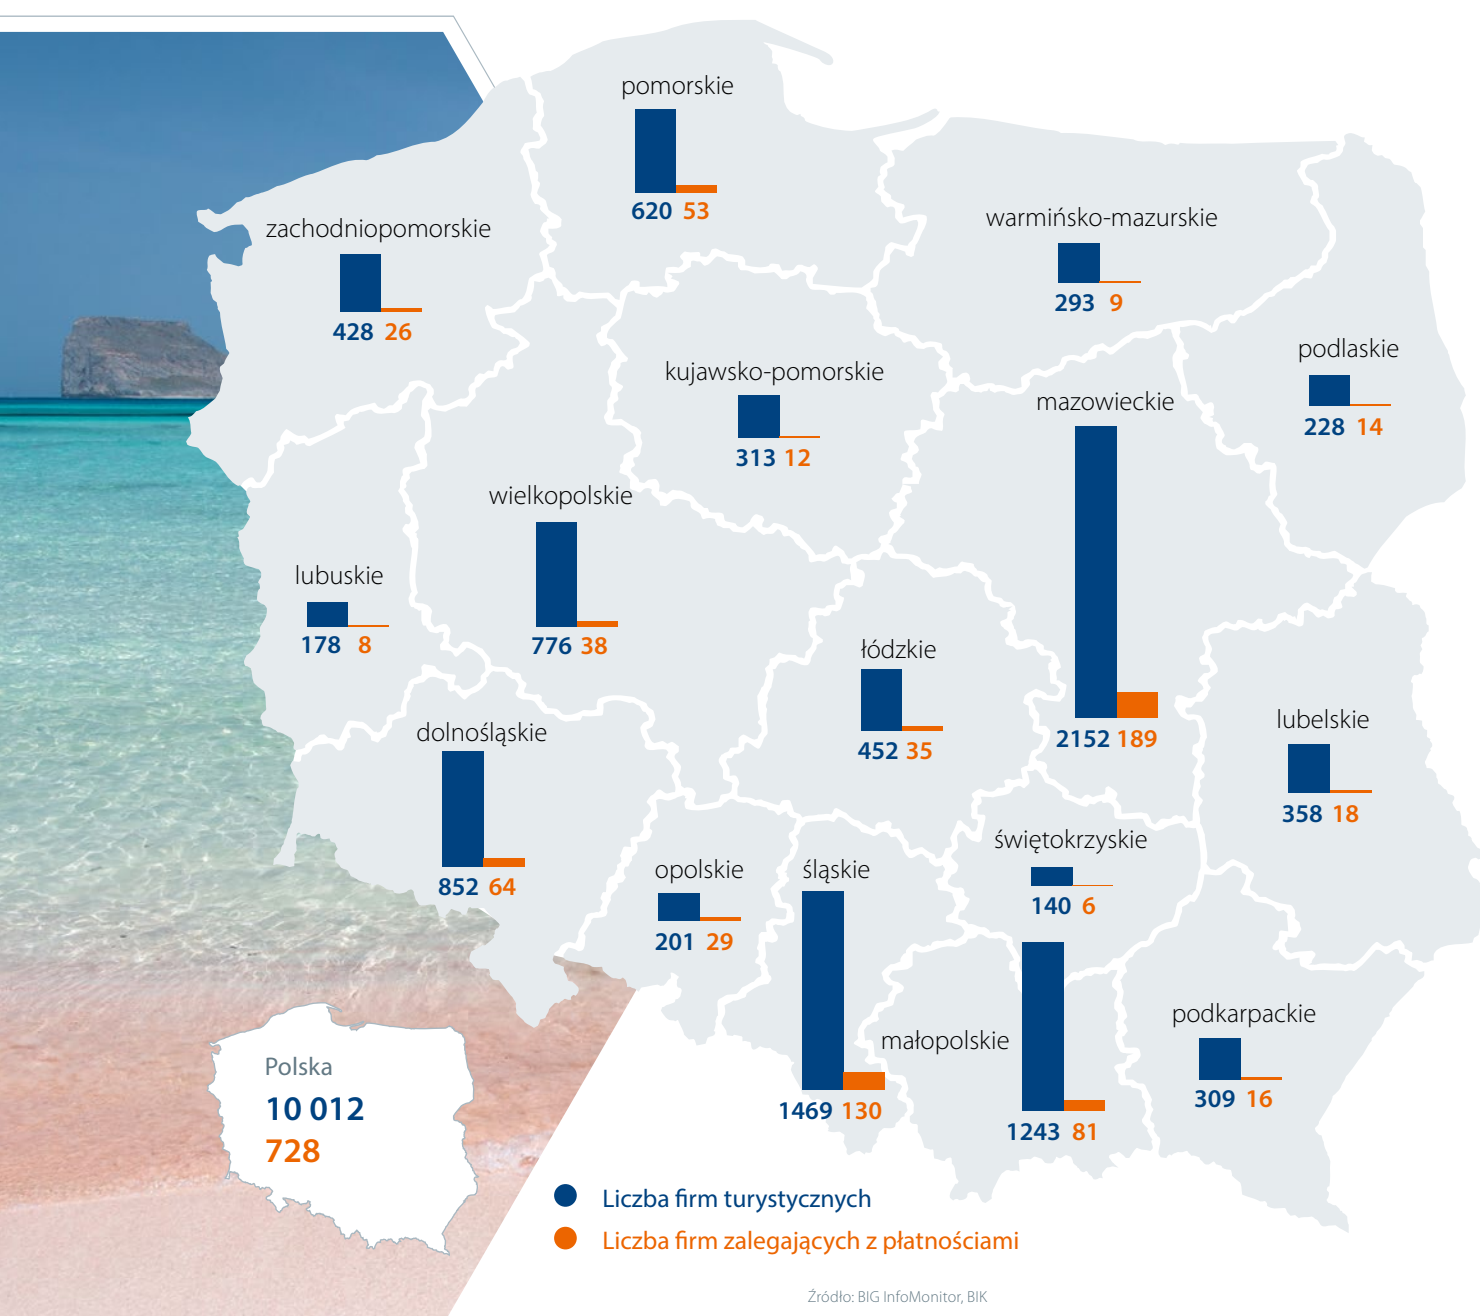 pomorskie
620 53
zachodniopomorskie
428 26
warmińsko-mazurskie
293 9
podlaskie
228 14
kujawsko-pomorskie
313 12
mazowieckie
2152 189
wielkopolskie
776 38
lubuskie
178 8
łódzkie
452 35
lubelskie
358 18
dolnośląskie
852 64
opolskie
201 29
śląskie
1469 130
świętokrzyskie
140 6
małopolskie
1243 81
podkarpackie
309 16
Polska
10 012
728
Liczba firm turystycznych
Liczba firm zalegających z płatnościami
Źródło: BIG InfoMonitor, BIK